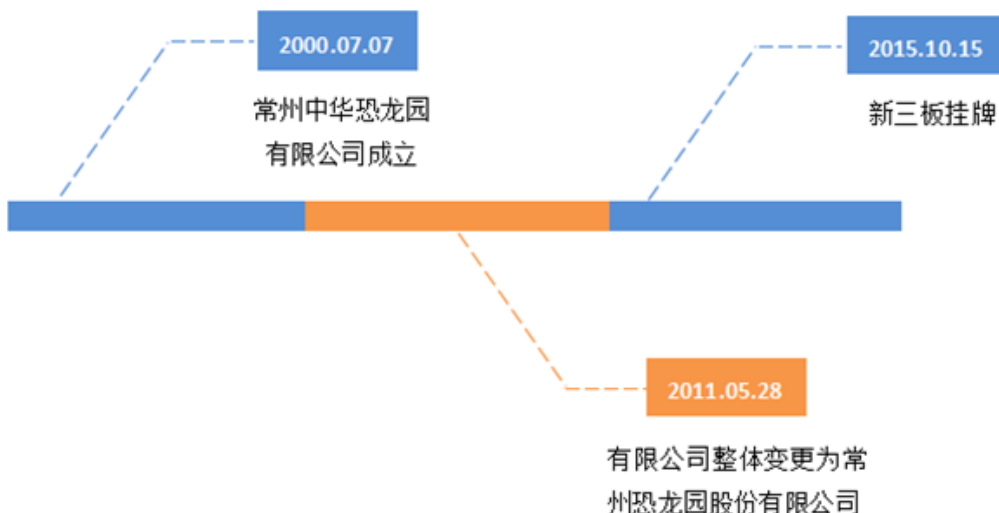 2000.07.07
常州中华恐龙园
有限公司成立
2015.10.15
新三板挂牌
2011.05.28
有限公司整体变更为常
州恐龙园股份有限公司